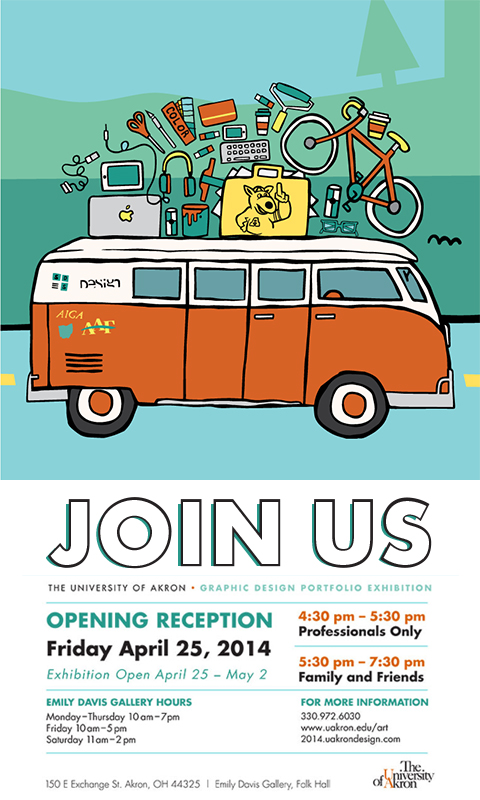 COLOR
DESIGN
AIGA
AAF
JOIN US
THE UNIVERSITY OF AKRON • GRAPHIC DESIGN PORTFOLIO EXHIBITION
OPENING RECEPTION
Friday April 25, 2014
Exhibition Open April 25 – May 2
4:30 pm – 5:30 pm
Professionals Only
5:30 pm – 7:30 pm
Family and Friends
EMILY DAVIS GALLERY HOURS
Monday–Thursday 10am–7pm
Friday 10am–5pm
Saturday 11am–2pm
FOR MORE INFORMATION
330.972.6030
www.uakron.edu/art
2014.uakrondesign.com
150 E Exchange St. Akron, OH 44325 | Emily Davis Gallery, Folk Hall
The
University
of Akron